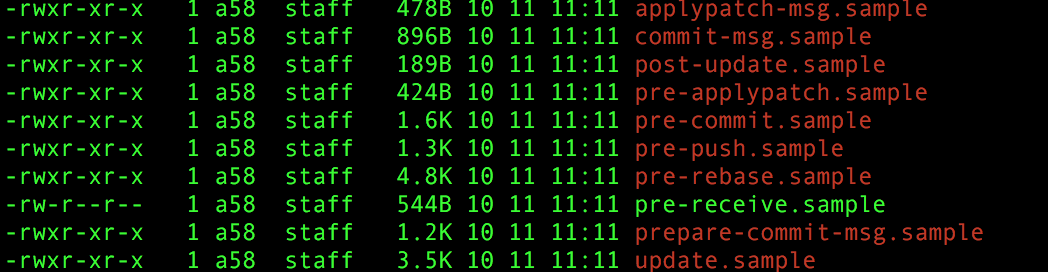 -rwxr-xr-x   1 a58  staff   478B 10 11 11:11 applypatch-msg.sample
-rwxr-xr-x   1 a58  staff   896B 10 11 11:11 commit-msg.sample
-rwxr-xr-x   1 a58  staff   189B 10 11 11:11 post-update.sample
-rwxr-xr-x   1 a58  staff   424B 10 11 11:11 pre-applypatch.sample
-rwxr-xr-x   1 a58  staff   1.6K 10 11 11:11 pre-commit.sample
-rwxr-xr-x   1 a58  staff   1.3K 10 11 11:11 pre-push.sample
-rwxr-xr-x   1 a58  staff   4.8K 10 11 11:11 pre-rebase.sample
-rw-r--r--   1 a58  staff   544B 10 11 11:11 pre-receive.sample
-rwxr-xr-x   1 a58  staff   1.2K 10 11 11:11 prepare-commit-msg.sample
-rwxr-xr-x   1 a58  staff   3.5K 10 11 11:11 update.sample